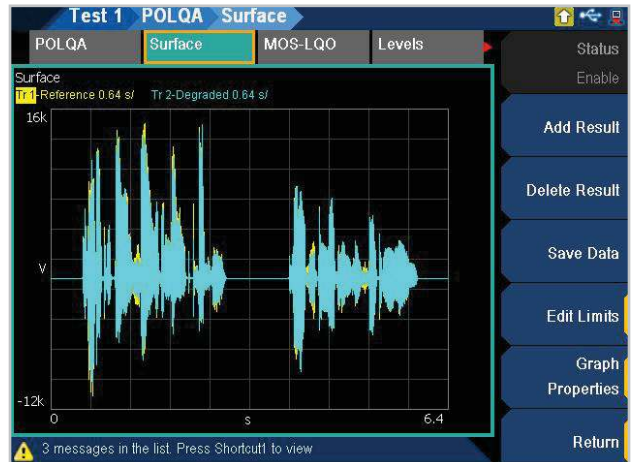 Test 1 POLQA Surface
POLQA Surface MOS-LQO Levels
Status
Enable
Surface
Tr 1-Reference 0.64 s/ Tr 2-Degraded 0.64 s/
16k
V
-12k
0 s 6.4
Add Result
Delete Result
Save Data
Edit Limits
Graph
Properties
Return
3 messages in the list. Press Shortcut1 to view